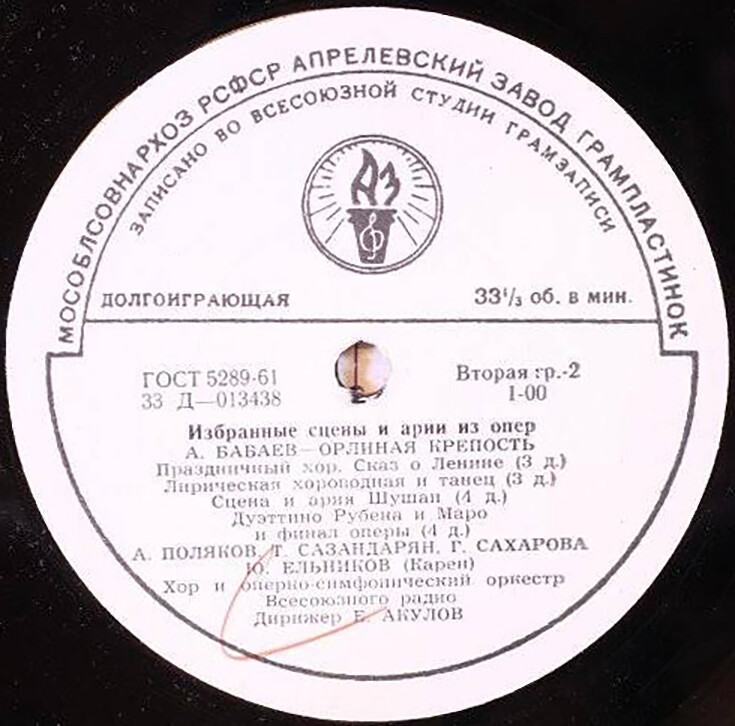 МОСОБЛСОВНАРХОЗ РСФСР АПРЕЛЕВСКИЙ ЗАВОД ГРАМПЛАСТИНОК
ЗАПИСАНО ВО ВСЕСОЮЗНОЙ СТУДИИ ГРАМЗАПИСИ
АЗ
ДОЛГОИГРАЮЩАЯ 33⅓ об. в мин.
ГОСТ 5289-61 Вторая гр.-2
33 Д—013438 1-00
Избранные сцены и арии из опер
А. БАБАЕВ—ОРЛИНАЯ КРЕПОСТЬ
Праздничный хор. Сказ о Ленине (3 д.)
Лирическая хороводная и танец (3 д.)
Сцена и ария Шушан (4 д.)
Дуэттино Рубена и Маро
и финал оперы (4 д.)
А. ПОЛЯКОВ, Т. САЗАНДАРЯН, Г. САХАРОВА
Ю. ЕЛЬНИКОВ (Карен)
Хор и оперно-симфонический оркестр
Всесоюзного радио
Дирижер Е. АКУЛОВ